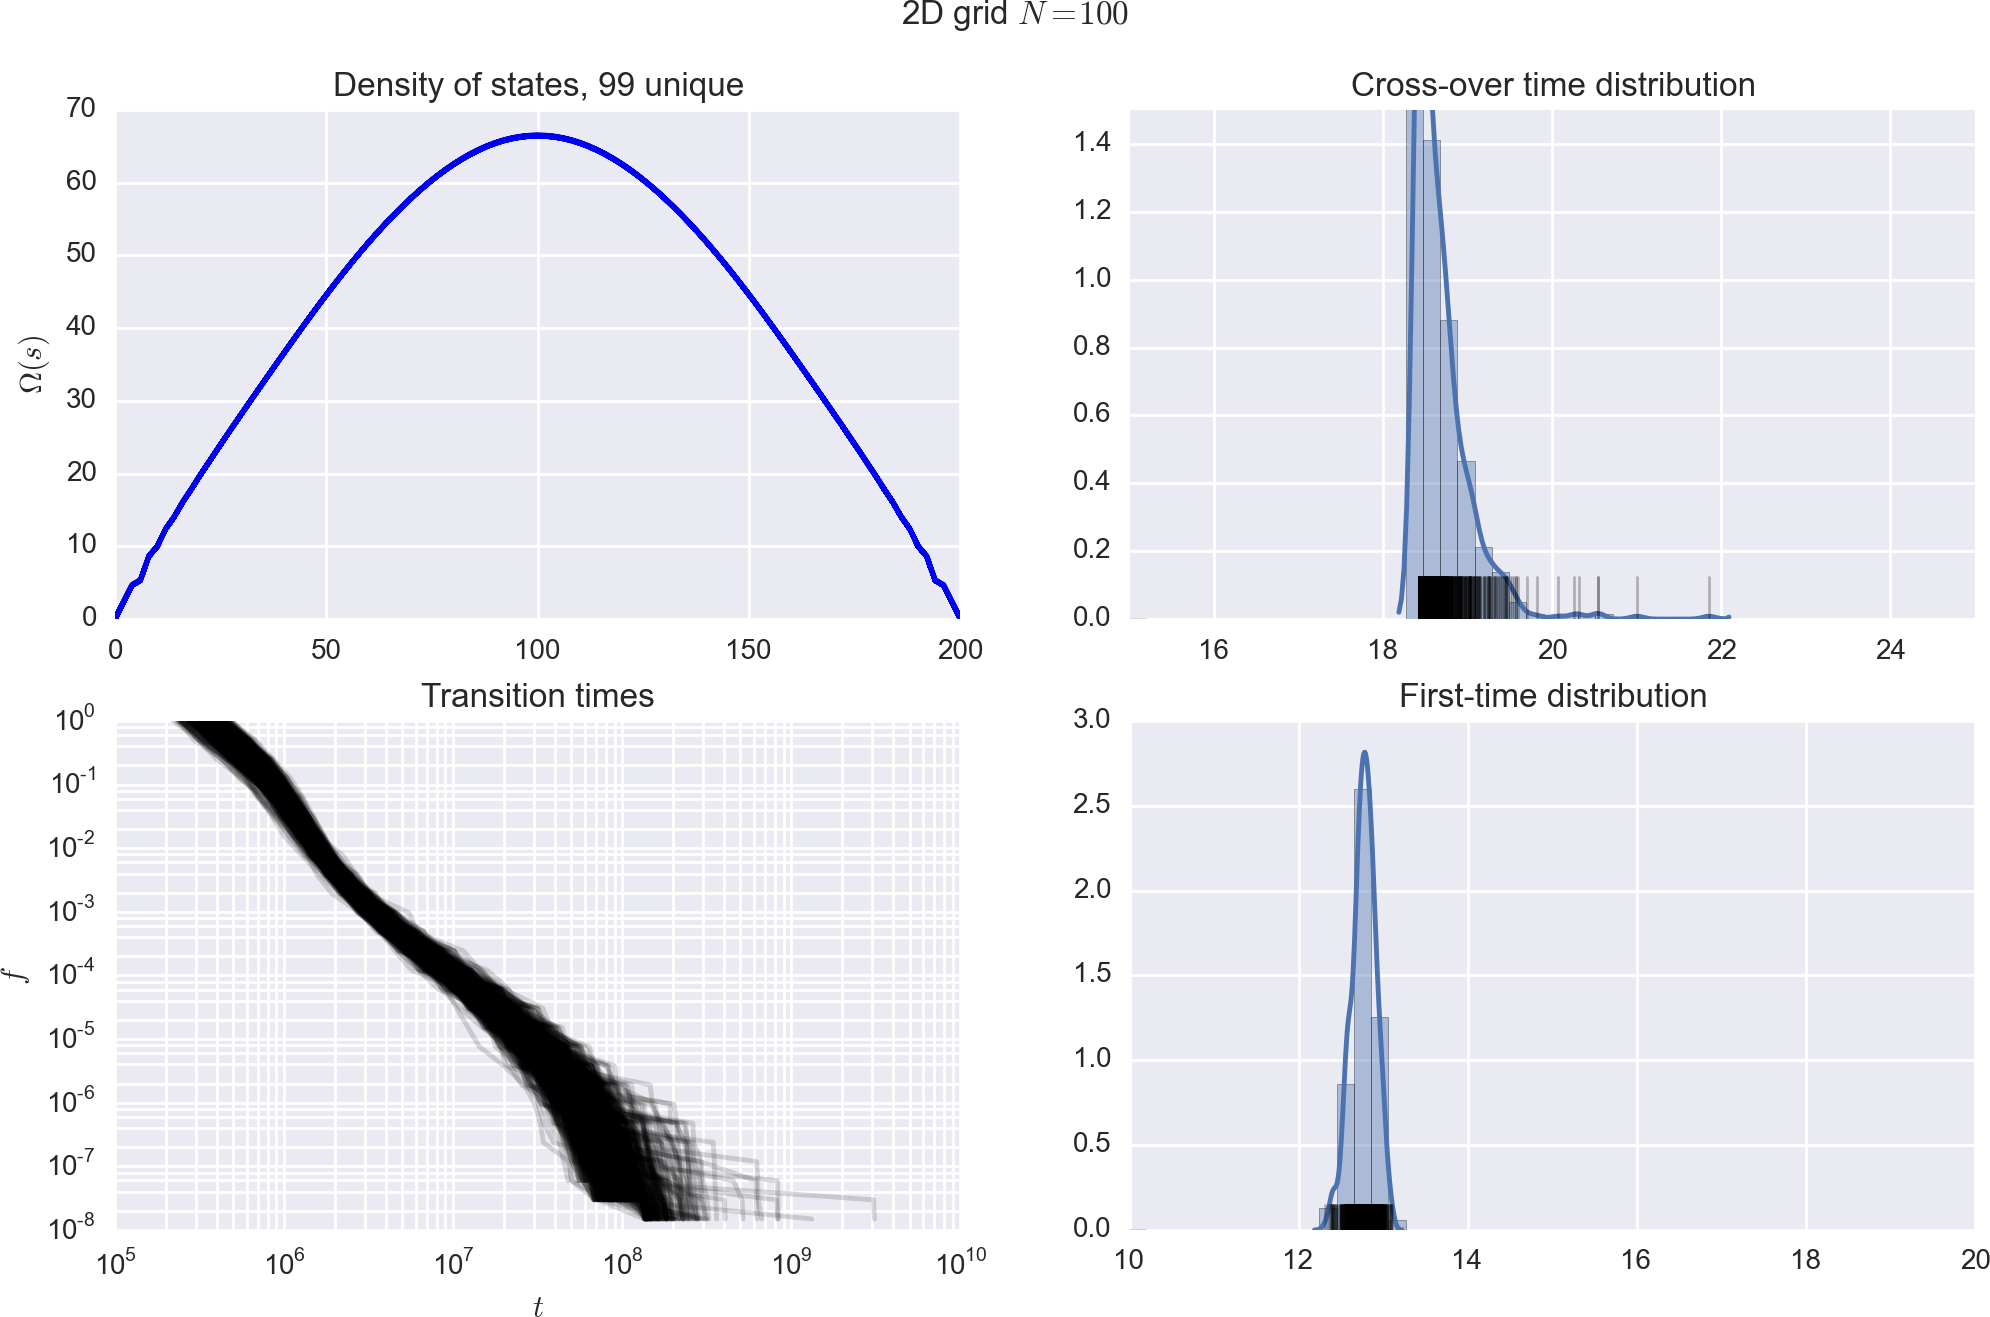 2D grid N=100
Density of states, 99 unique
70
60
50
40
30
20
10
0
Ω(s)
0 50 100 150 200
Cross-over time distribution
1.4
1.2
1.0
0.8
0.6
0.4
0.2
0.0
16 18 20 22 24
Transition times
10^0
10^-1
10^-2
10^-3
10^-4
10^-5
10^-6
10^-7
10^-8
f
10^5 10^6 10^7 10^8 10^9 10^10
t
First-time distribution
3.0
2.5
2.0
1.5
1.0
0.5
0.0
10 12 14 16 18 20